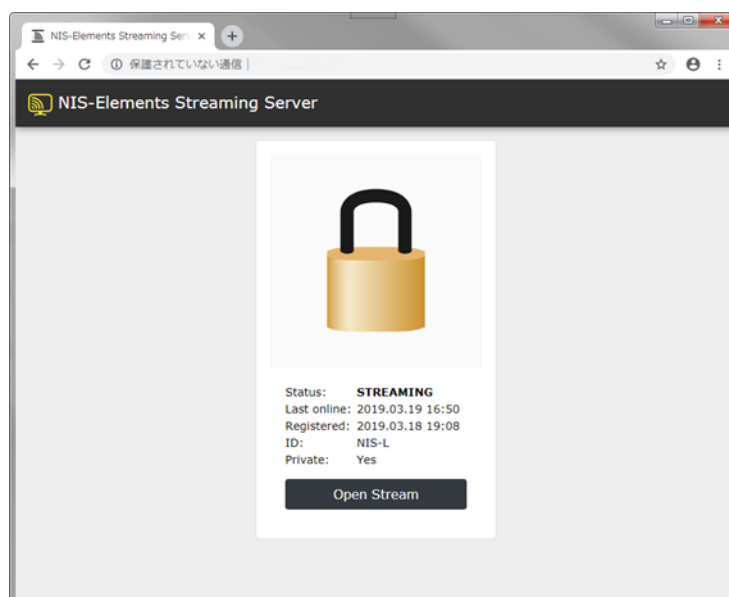 NIS-Elements Streaming Ser
保護されていない通信
NIS-Elements Streaming Server
Status: STREAMING
Last online: 2019.03.19 16:50
Registered: 2019.03.18 19:08
ID: NIS-L
Private: Yes
Open Stream